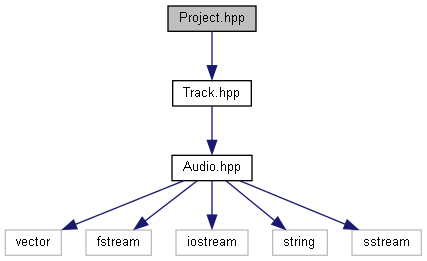 Project.hpp
Track.hpp
Audio.hpp
vector
fstream
iostream
string
sstream